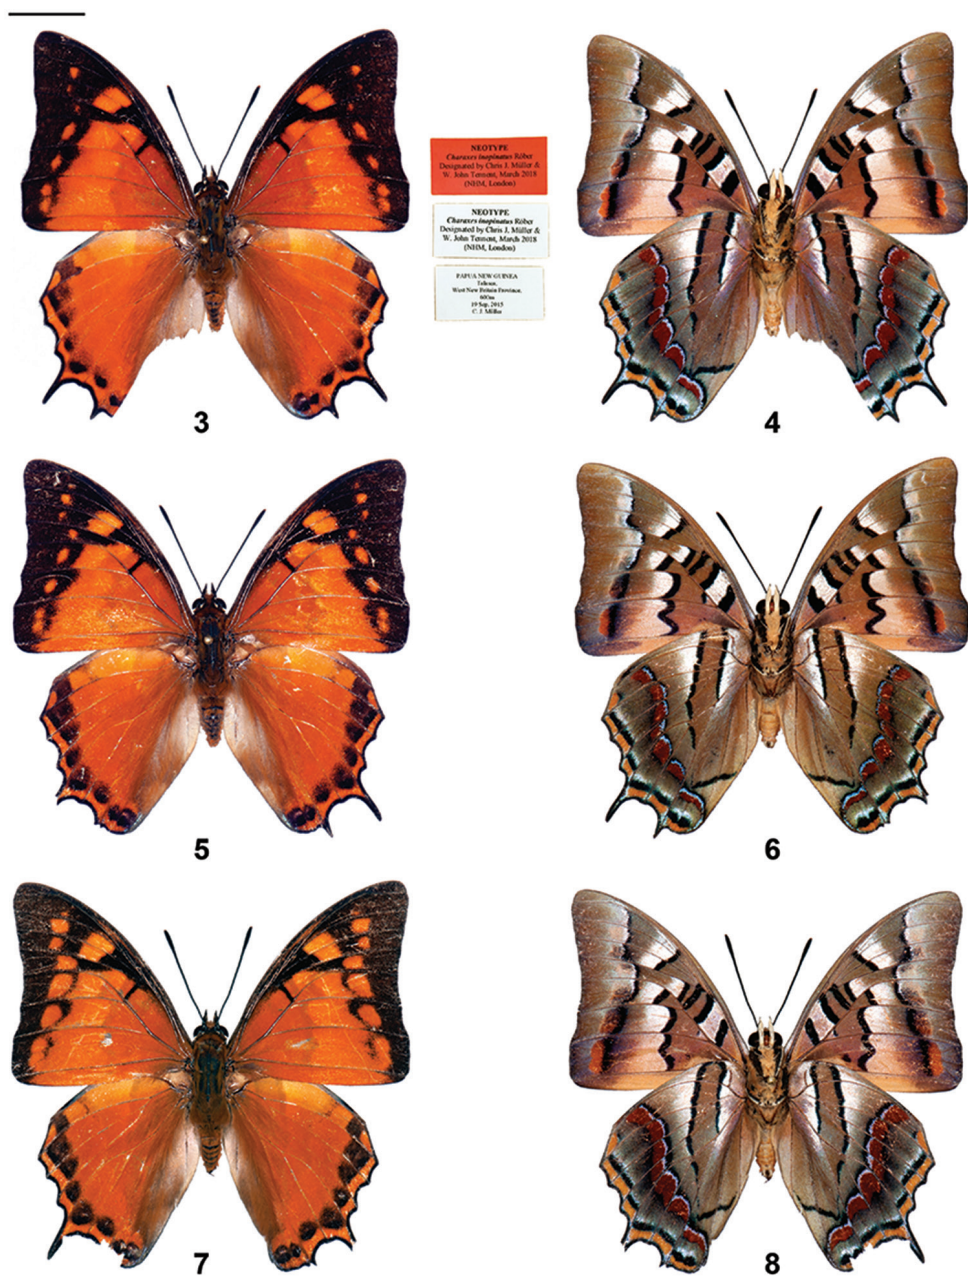 NEOTYPE
Charaxes inopinatus Röber
Designated by Chris J. Müller &
W. John Tennent, March 2018
(NHM, London)
NEOTYPE
Charaxes inopinatus Röber
Designated by Chris J. Müller &
W. John Tennent, March 2018
(NHM, London)
PAPUA NEW GUINEA
West New Britain Province,
600m
19 Sep. 2015
C. J. Müller
3
4
5
6
7
8